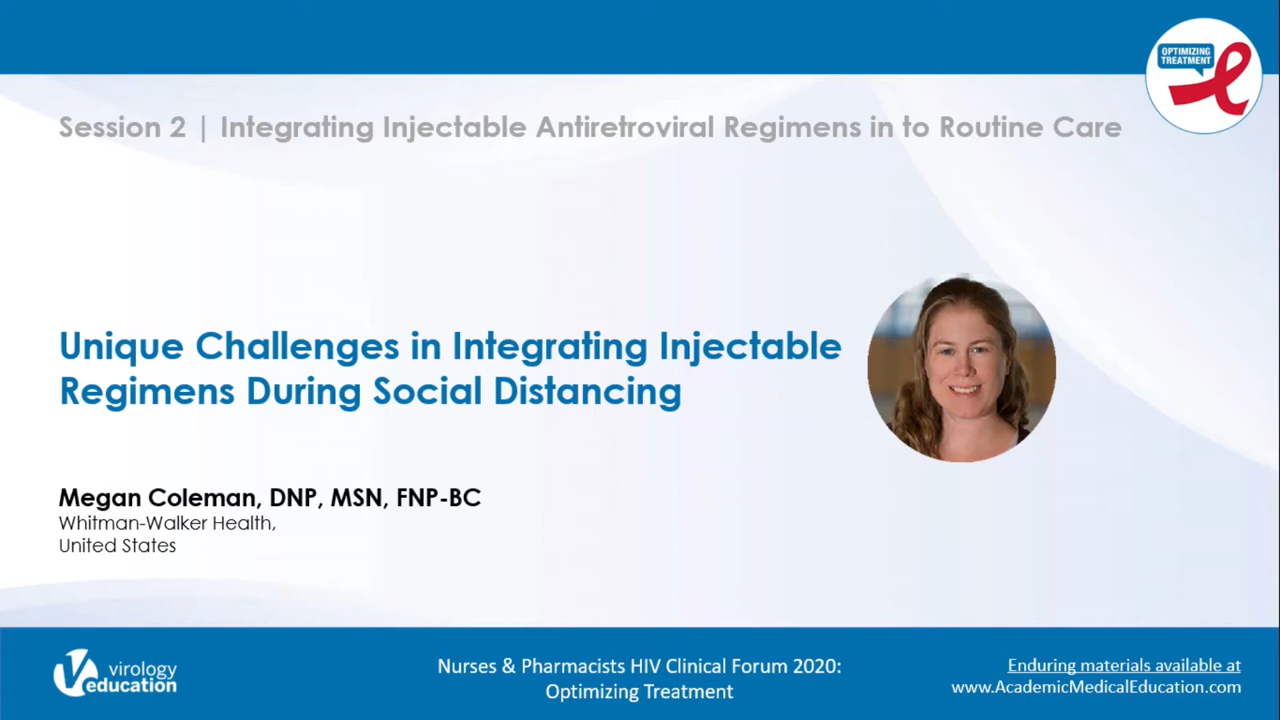 OPTIMIZING
TREATMENT
Session 2 | Integrating Injectable Antiretroviral Regimens in to Routine Care
Unique Challenges in Integrating Injectable
Regimens During Social Distancing
Megan Coleman, DNP, MSN, FNP-BC
Whitman-Walker Health,
United States
virology
education
Nurses & Pharmacists HIV Clinical Forum 2020:
Optimizing Treatment
Enduring materials available at
www.AcademicMedicalEducation.com